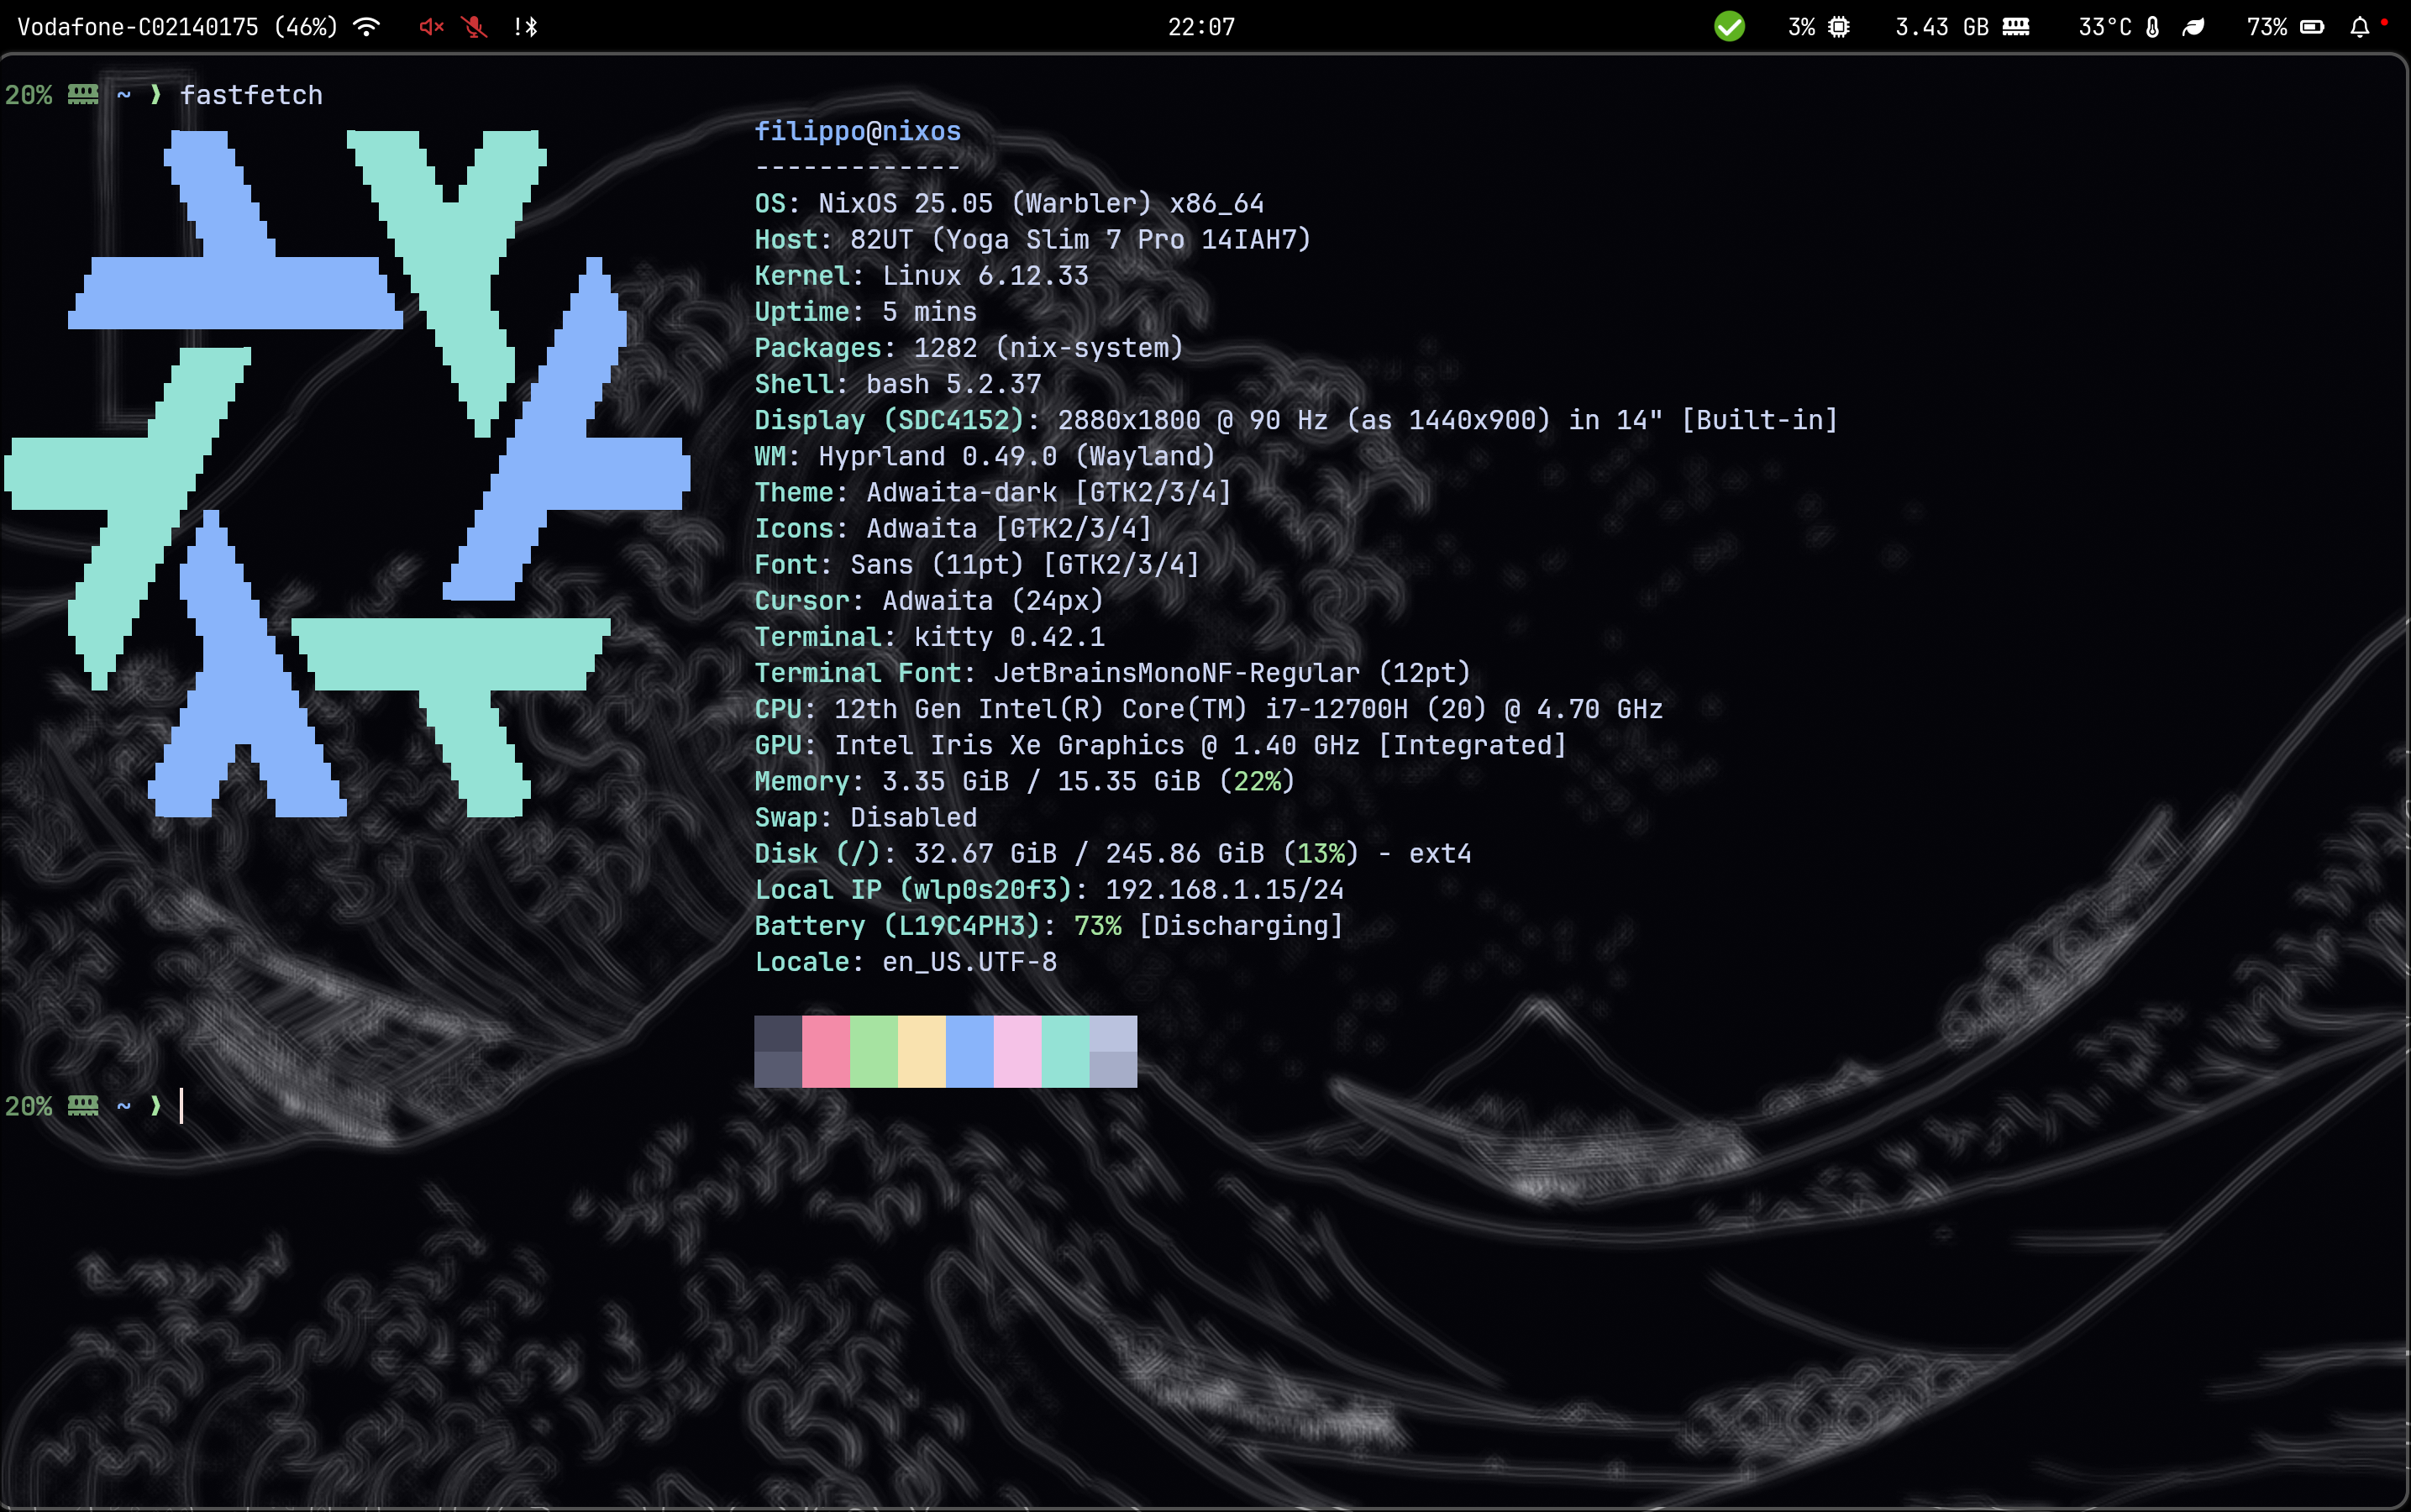 Vodafone-C02140175 (46%) ! 22:07 3% 3.43 GB 33°C 73%
20% ~ ❯ fastfetch
filippo@nixos
-------------
OS: NixOS 25.05 (Warbler) x86_64
Host: 82UT (Yoga Slim 7 Pro 14IAH7)
Kernel: Linux 6.12.33
Uptime: 5 mins
Packages: 1282 (nix-system)
Shell: bash 5.2.37
Display (SDC4152): 2880x1800 @ 90 Hz (as 1440x900) in 14" [Built-in]
WM: Hyprland 0.49.0 (Wayland)
Theme: Adwaita-dark [GTK2/3/4]
Icons: Adwaita [GTK2/3/4]
Font: Sans (11pt) [GTK2/3/4]
Cursor: Adwaita (24px)
Terminal: kitty 0.42.1
Terminal Font: JetBrainsMonoNF-Regular (12pt)
CPU: 12th Gen Intel(R) Core(TM) i7-12700H (20) @ 4.70 GHz
GPU: Intel Iris Xe Graphics @ 1.40 GHz [Integrated]
Memory: 3.35 GiB / 15.35 GiB (22%)
Swap: Disabled
Disk (/): 32.67 GiB / 245.86 GiB (13%) - ext4
Local IP (wlp0s20f3): 192.168.1.15/24
Battery (L19C4PH3): 73% [Discharging]
Locale: en_US.UTF-8
20% ~ ❯